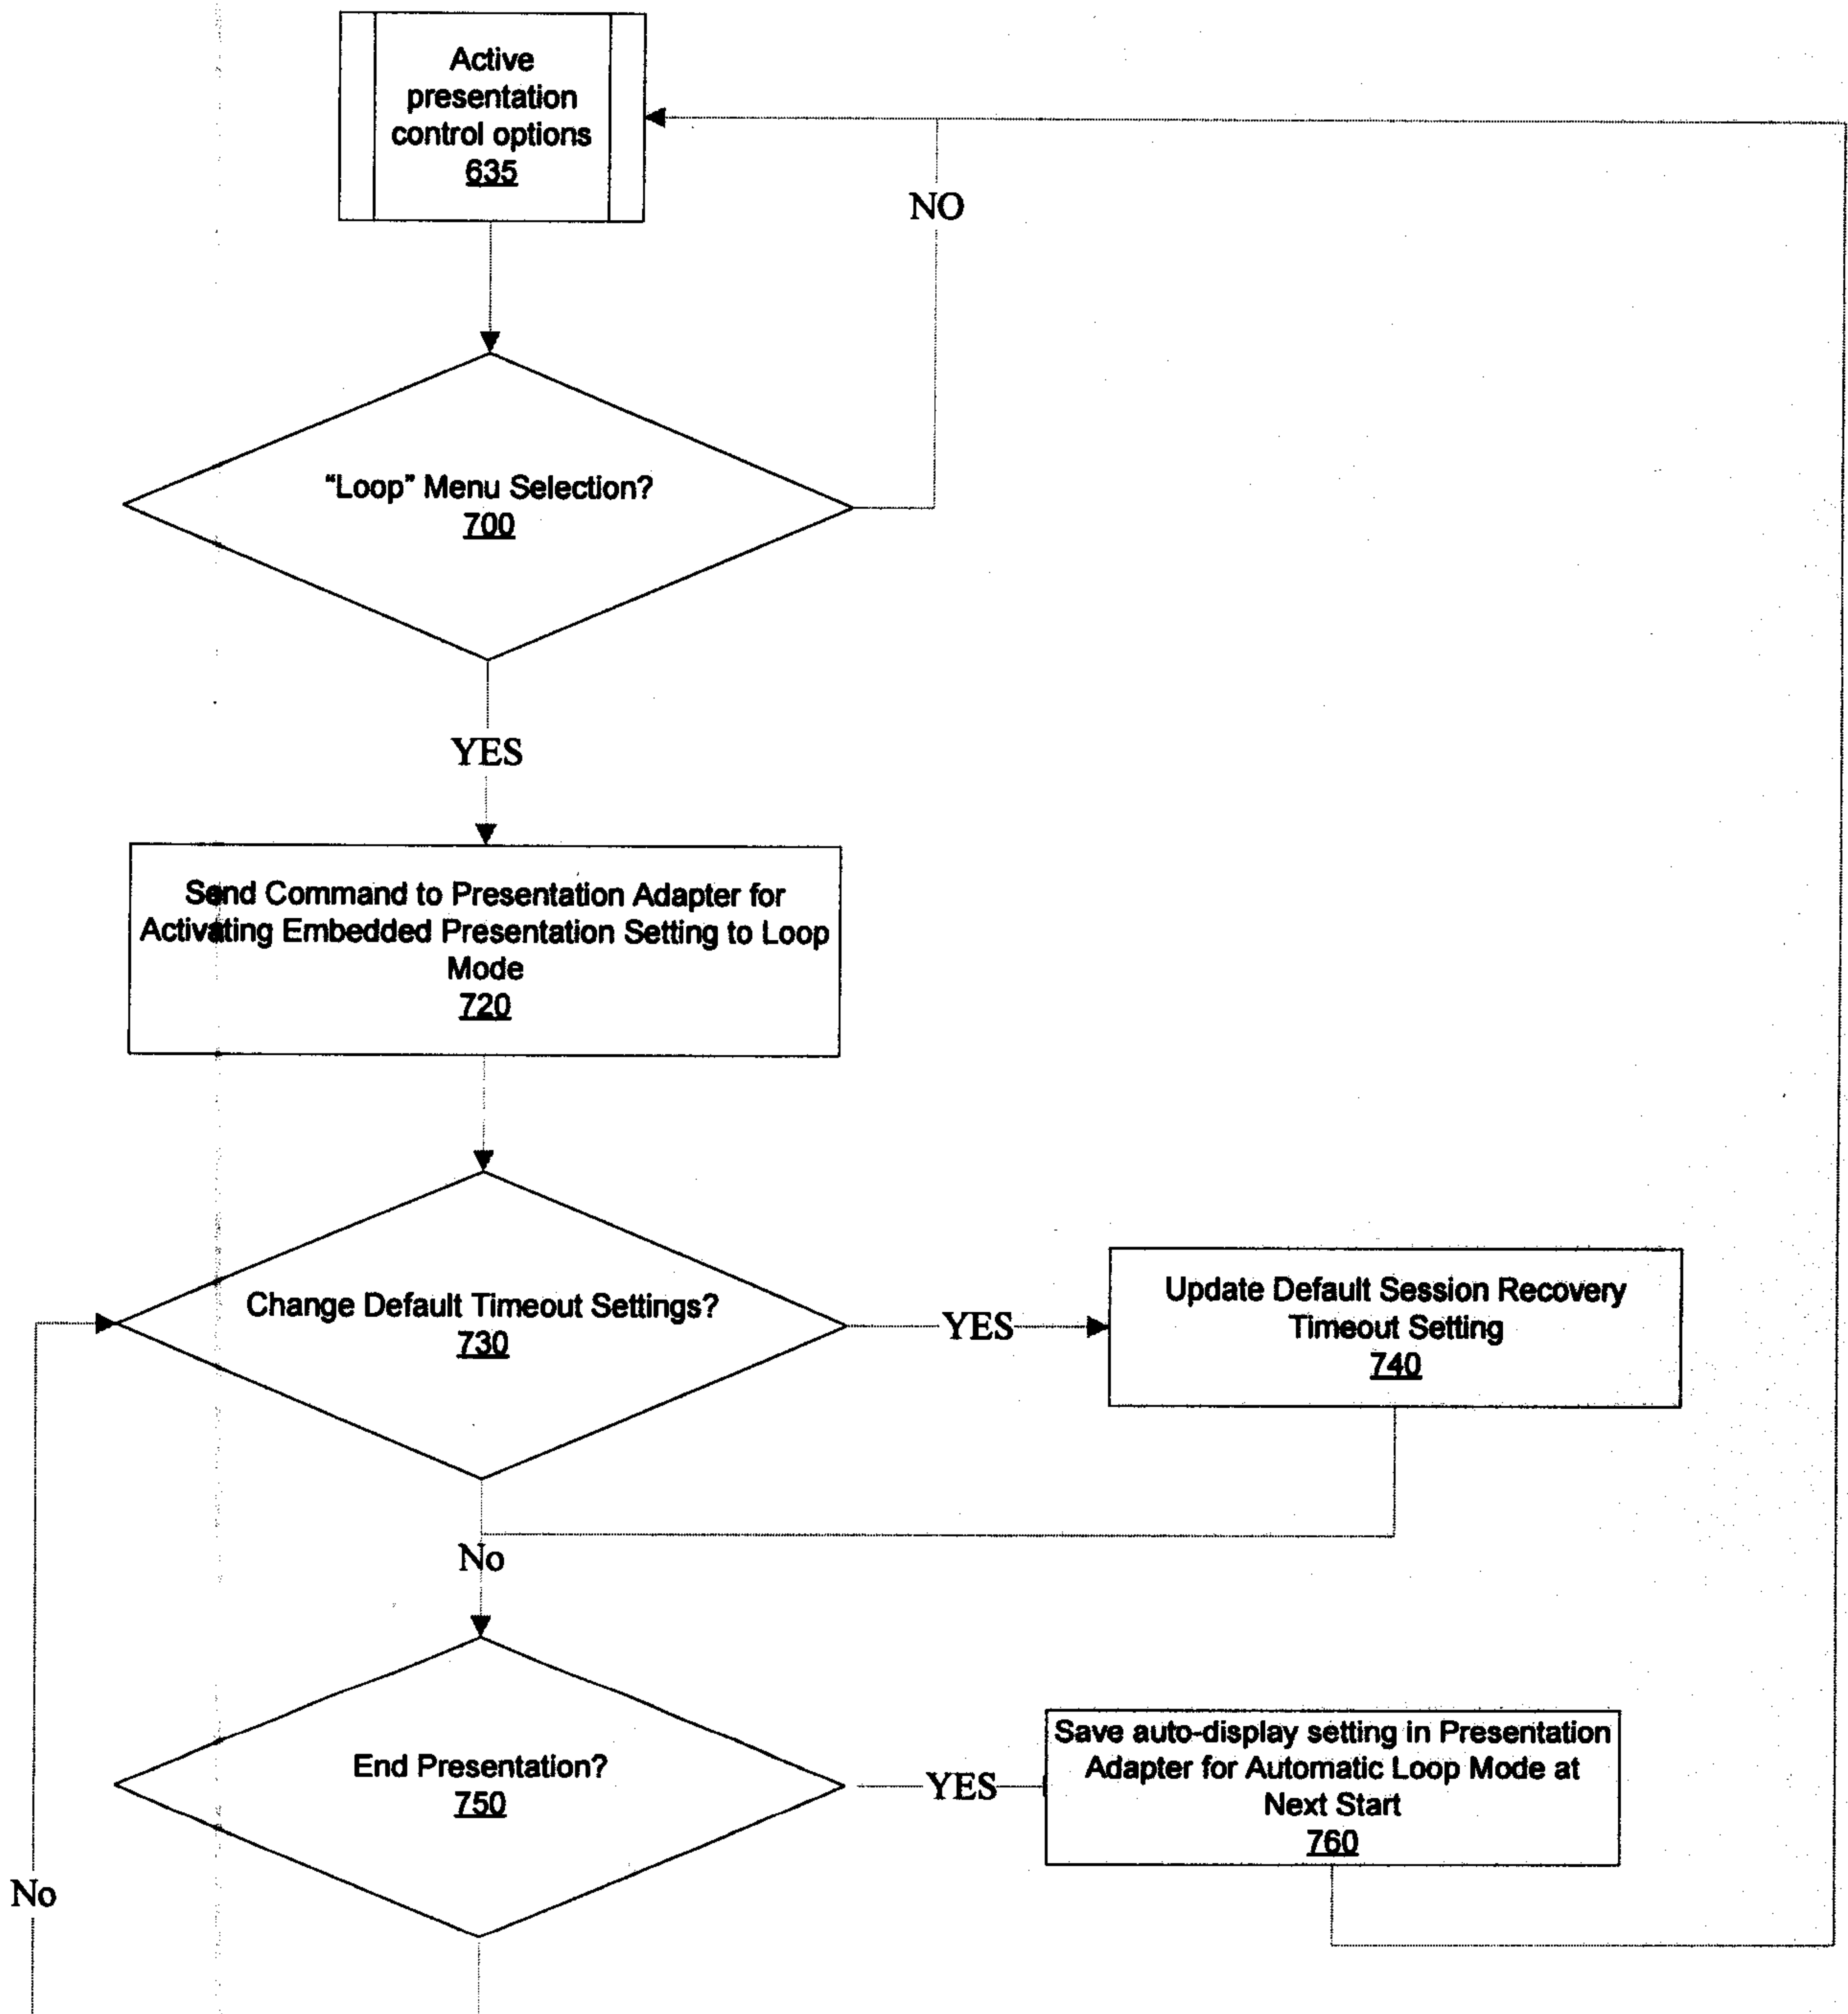 Active
presentation
control options
635
NO
“Loop” Menu Selection?
700
YES
Send Command to Presentation Adapter for
Activating Embedded Presentation Setting to Loop
Mode
720
Change Default Timeout Settings?
730
YES
Update Default Session Recovery
Timeout Setting
740
No
End Presentation?
750
YES
Save auto-display setting in Presentation
Adapter for Automatic Loop Mode at
Next Start
760
No